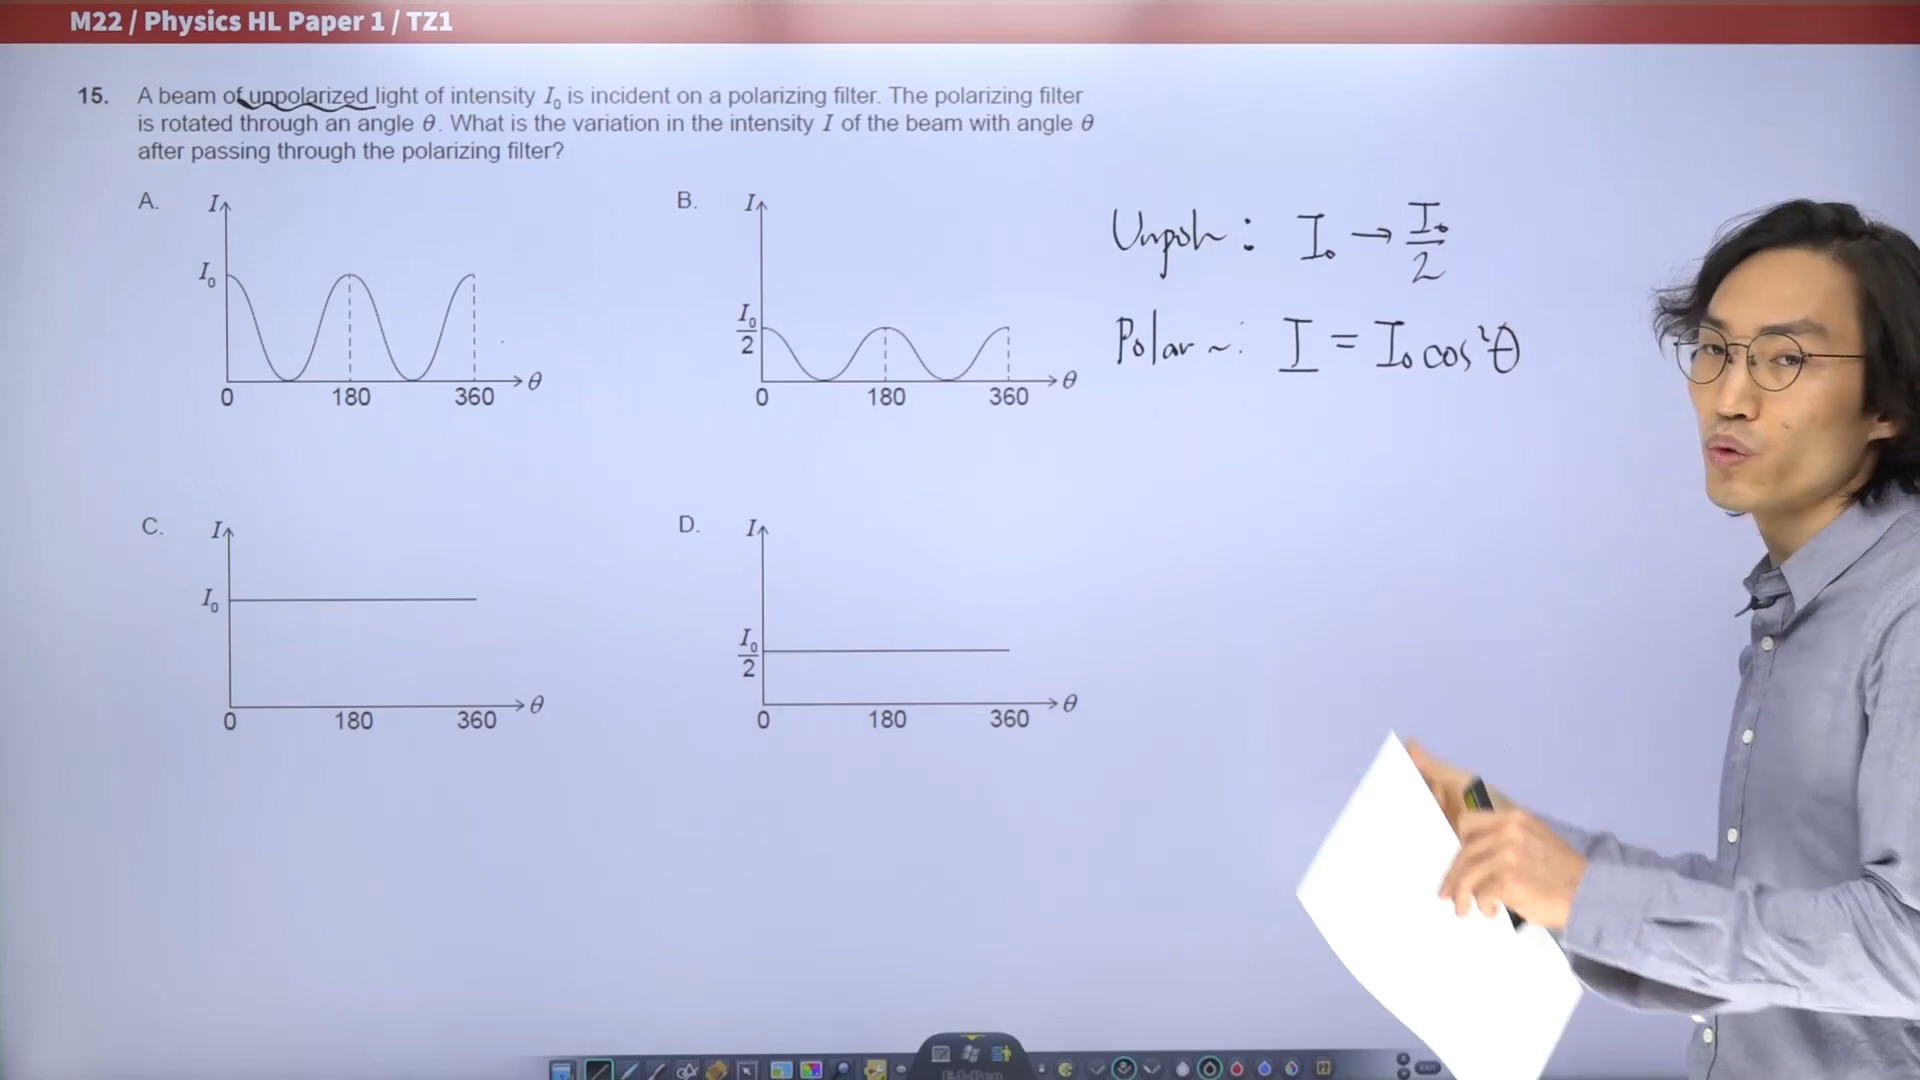 M22 / Physics HL Paper 1 / TZ1
15. A beam of unpolarized light of intensity I₀ is incident on a polarizing filter. The polarizing filter
is rotated through an angle θ. What is the variation in the intensity I of the beam with angle θ
after passing through the polarizing filter?
A.
I
I₀
0 180 360 θ
B.
I
I₀/2
0 180 360 θ
Unpol~ : I₀ → I₀/2
Polar ~: I = I₀ cos²θ
C.
I
I₀
0 180 360 θ
D.
I
I₀/2
0 180 360 θ